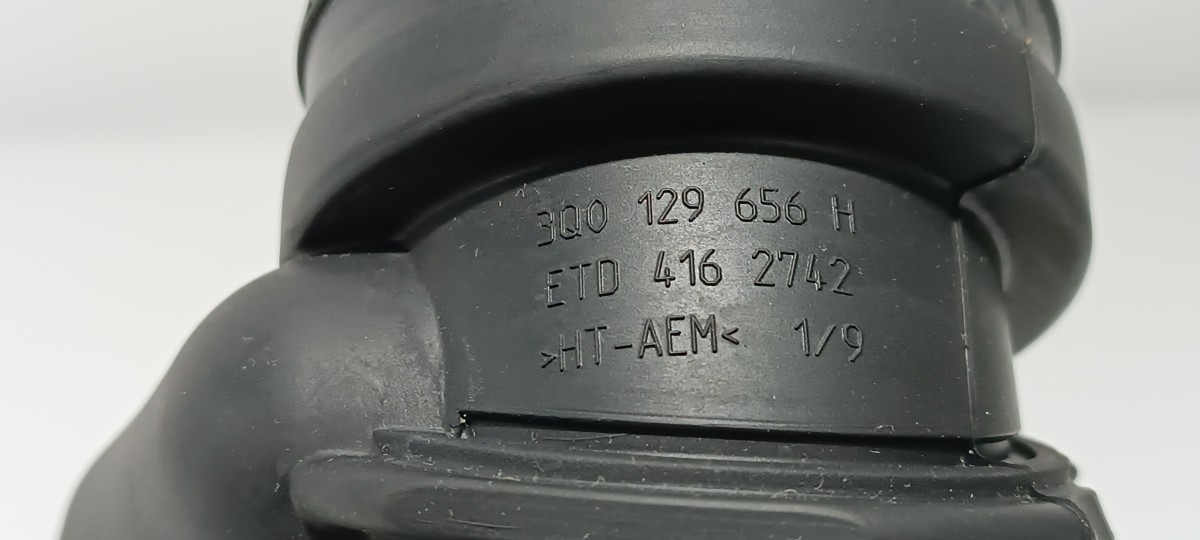 3Q0 129 656 H
ETD 416 2742
>HT-AEM< 1/9